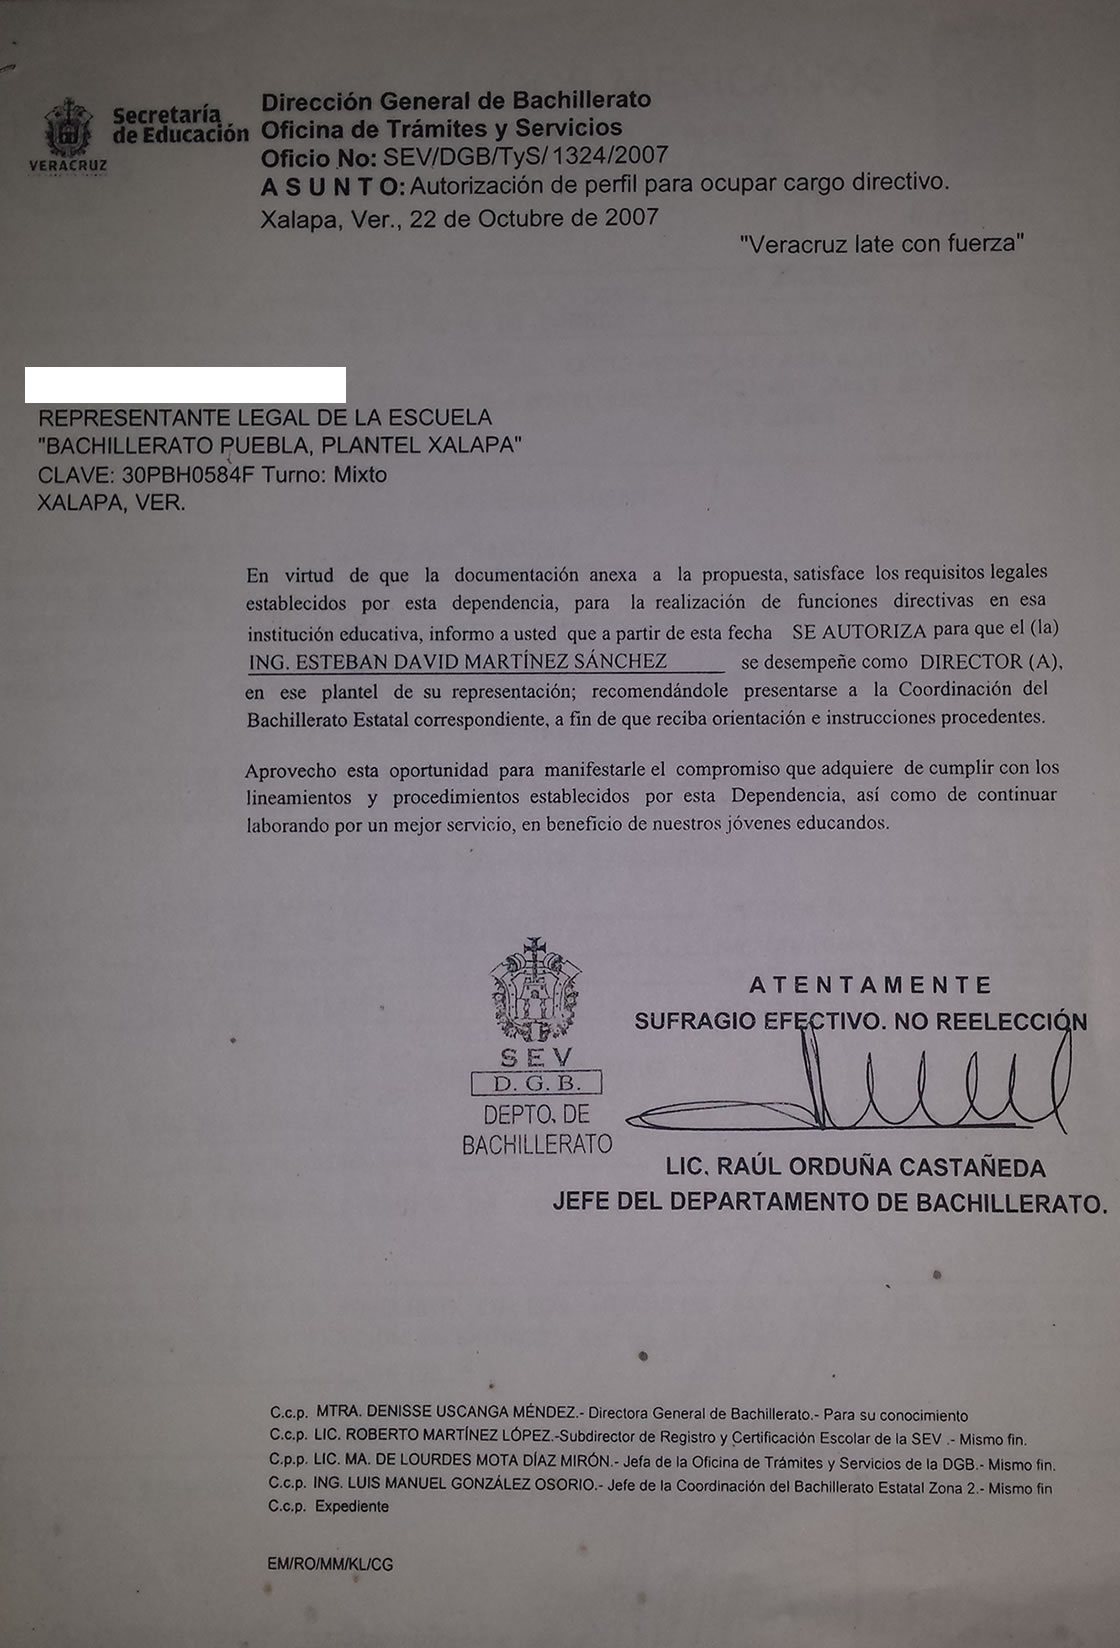 Secretaría
de Educación
VERACRUZ
Dirección General de Bachillerato
Oficina de Trámites y Servicios
Oficio No: SEV/DGB/TyS/ 1324/2007
A S U N T O: Autorización de perfil para ocupar cargo directivo.
Xalapa, Ver., 22 de Octubre de 2007
"Veracruz late con fuerza"
REPRESENTANTE LEGAL DE LA ESCUELA
"BACHILLERATO PUEBLA, PLANTEL XALAPA"
CLAVE: 30PBH0584F Turno: Mixto
XALAPA, VER.
En virtud de que la documentación anexa a la propuesta, satisface los requisitos legales
establecidos por esta dependencia, para la realización de funciones directivas en esa
institución educativa, informo a usted que a partir de esta fecha SE AUTORIZA para que el (la)
ING. ESTEBAN DAVID MARTÍNEZ SÁNCHEZ se desempeñe como DIRECTOR (A),
en ese plantel de su representación; recomendándole presentarse a la Coordinación del
Bachillerato Estatal correspondiente, a fin de que reciba orientación e instrucciones procedentes.
Aprovecho esta oportunidad para manifestarle el compromiso que adquiere de cumplir con los
lineamientos y procedimientos establecidos por esta Dependencia, así como de continuar
laborando por un mejor servicio, en beneficio de nuestros jóvenes educandos.
SEV
D. G. B.
DEPTO. DE
BACHILLERATO
A T E N T A M E N T E
SUFRAGIO EFECTIVO. NO REELECCIÓN
LIC. RAÚL ORDUÑA CASTAÑEDA
JEFE DEL DEPARTAMENTO DE BACHILLERATO.
C.c.p. MTRA. DENISSE USCANGA MÉNDEZ.- Directora General de Bachillerato.- Para su conocimiento
C.c.p. LIC. ROBERTO MARTÍNEZ LÓPEZ.-Subdirector de Registro y Certificación Escolar de la SEV .- Mismo fin.
C.p.p. LIC. MA. DE LOURDES MOTA DÍAZ MIRÓN.- Jefa de la Oficina de Trámites y Servicios de la DGB.- Mismo fin.
C.c.p. ING. LUIS MANUEL GONZÁLEZ OSORIO.- Jefe de la Coordinación del Bachillerato Estatal Zona 2.- Mismo fin
C.c.p. Expediente
EM/RO/MM/KL/CG